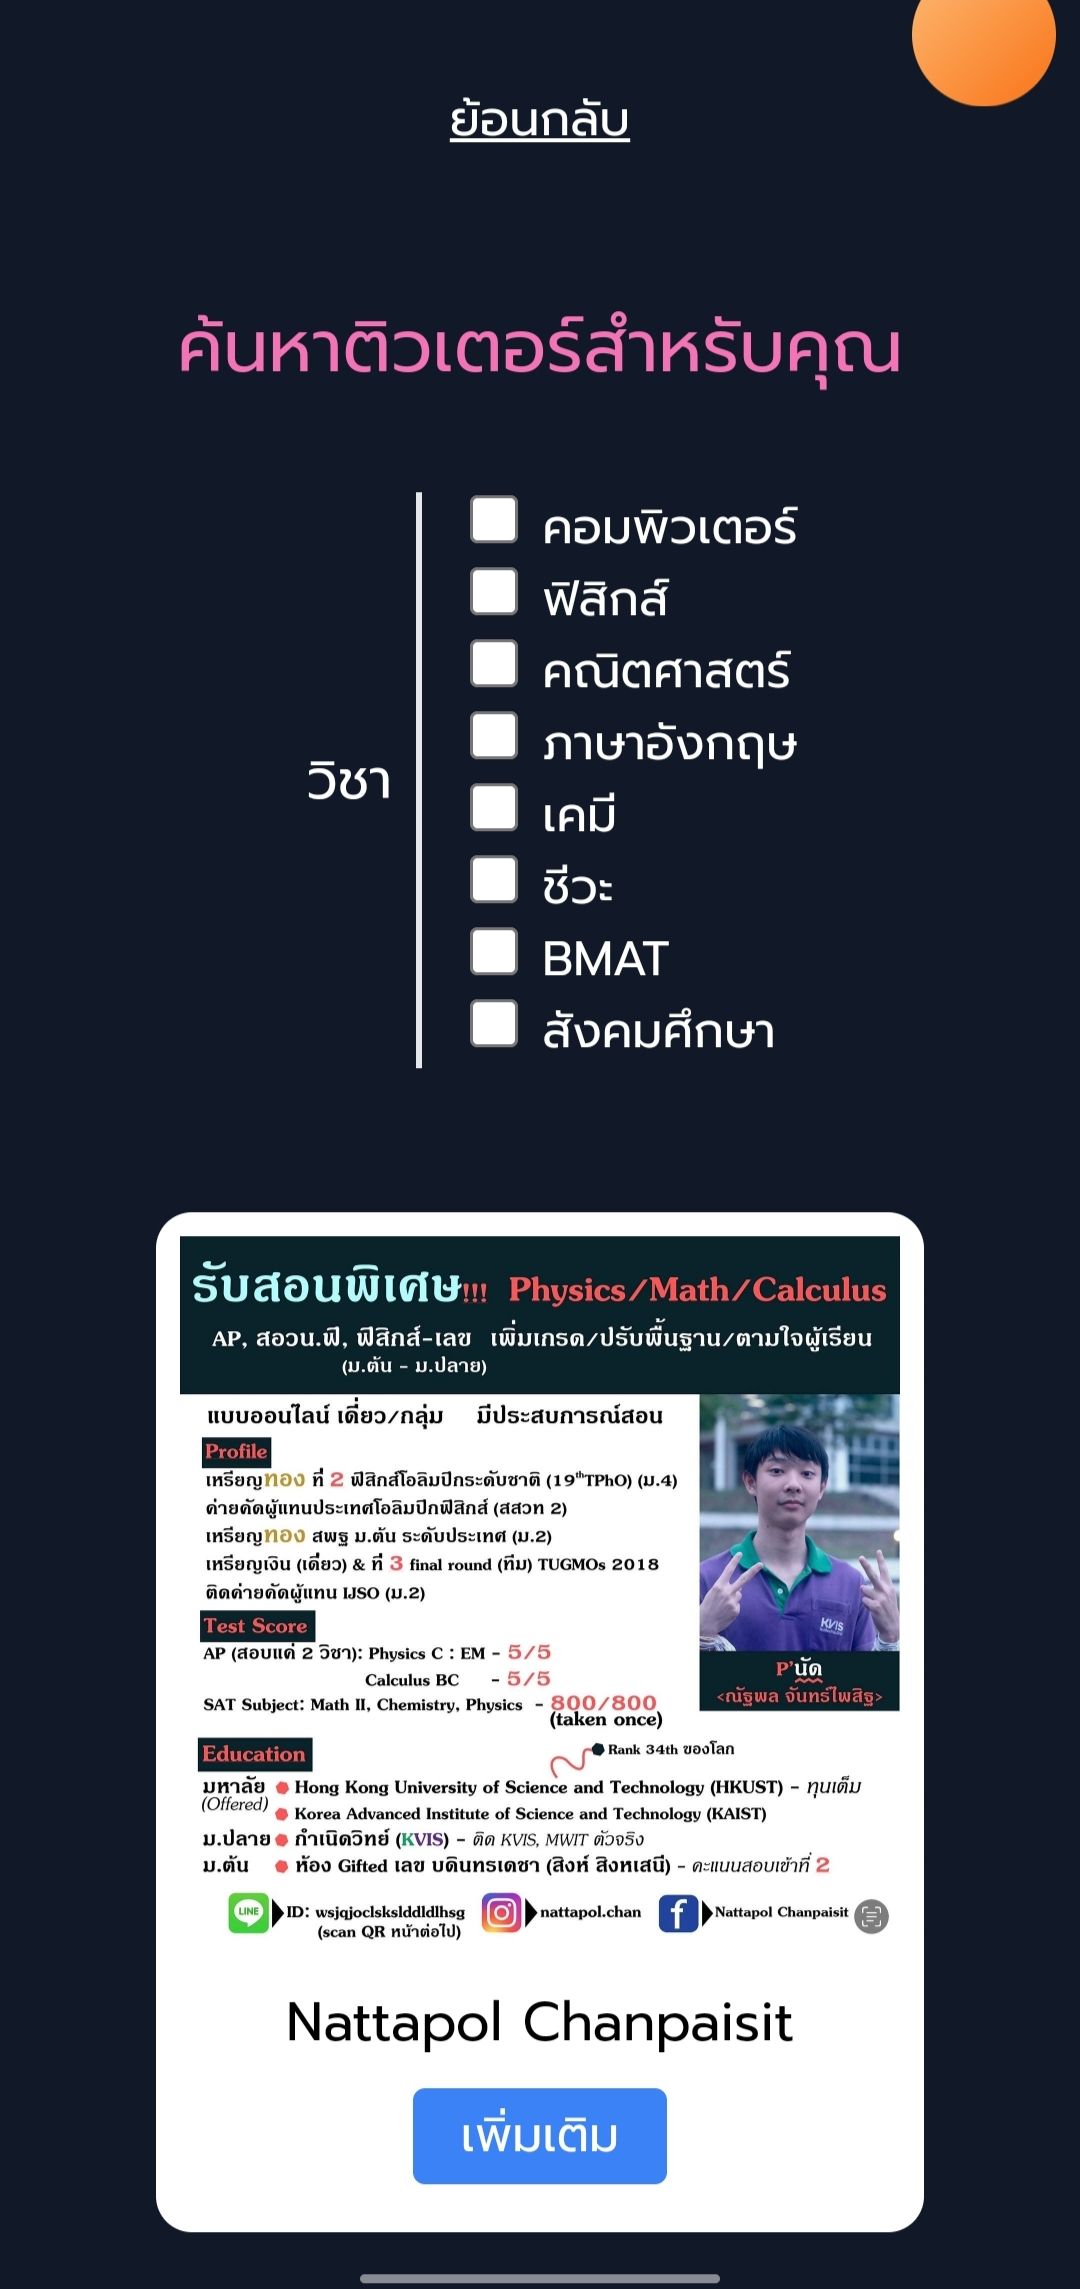 ย้อนกลับ
ค้นหาติวเตอร์สำหรับคุณ
วิชา
คอมพิวเตอร์
ฟิสิกส์
คณิตศาสตร์
ภาษาอังกฤษ
เคมี
ชีวะ
BMAT
สังคมศึกษา
รับสอนพิเศษ!!! Physics/Math/Calculus
AP, สอวน.ฟิ, ฟิสิกส์-เลข เพิ่มเกรด/ปรับพื้นฐาน/ตามใจผู้เรียน
(ม.ต้น - ม.ปลาย)
แบบออนไลน์ เดี่ยว/กลุ่ม มีประสบการณ์สอน
Profile
เหรียญทอง ที่ 2 ฟิสิกส์โอลิมปิกระดับชาติ (19thTPhO) (ม.4)
ค่ายคัดผู้แทนประเทศโอลิมปิกฟิสิกส์ (สสวท 2)
เหรียญทอง สพฐ ม.ต้น ระดับประเทศ (ม.2)
เหรียญเงิน (เดี่ยว) & ที่ 3 final round (ทีม) TUGMOs 2018
ติดค่ายคัดผู้แทน IJSO (ม.2)
KVIS
P'นัด
<ณัฐพล จันทร์ไพสิฐ>
Test Score
AP (สอบแค่ 2 วิชา): Physics C : EM - 5/5
Calculus BC - 5/5
SAT Subject: Math II, Chemistry, Physics - 800/800
(taken once)
Education
Rank 34th ของโลก
มหาลัย Hong Kong University of Science and Technology (HKUST) - ทุนเต็ม
(Offered) Korea Advanced Institute of Science and Technology (KAIST)
ม.ปลาย กำเนิดวิทย์ (KVIS) - ติด KVIS, MWIT ตัวจริง
ม.ต้น ห้อง Gifted เลข บดินทรเดชา (สิงห์ สิงหเสนี) - คะแนนสอบเข้าที่ 2
LINE ID: wsjqjoclskslddldlhsg nattapol.chan Nattapol Chanpaisit
(scan QR หน้าต่อไป)
Nattapol Chanpaisit
เพิ่มเติม